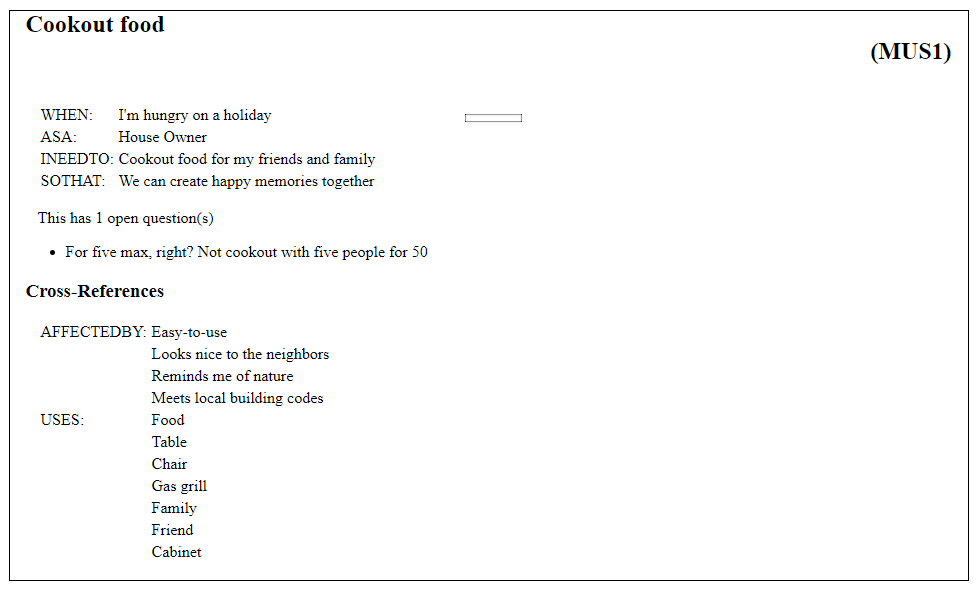 Cookout food
(MUS1)
WHEN: I'm hungry on a holiday
ASA: House Owner
INEEDTO: Cookout food for my friends and family
SOTHAT: We can create happy memories together
This has 1 open question(s)
• For five max, right? Not cookout with five people for 50
Cross-References
AFFECTEDBY: Easy-to-use
Looks nice to the neighbors
Reminds me of nature
Meets local building codes
USES: Food
Table
Chair
Gas grill
Family
Friend
Cabinet